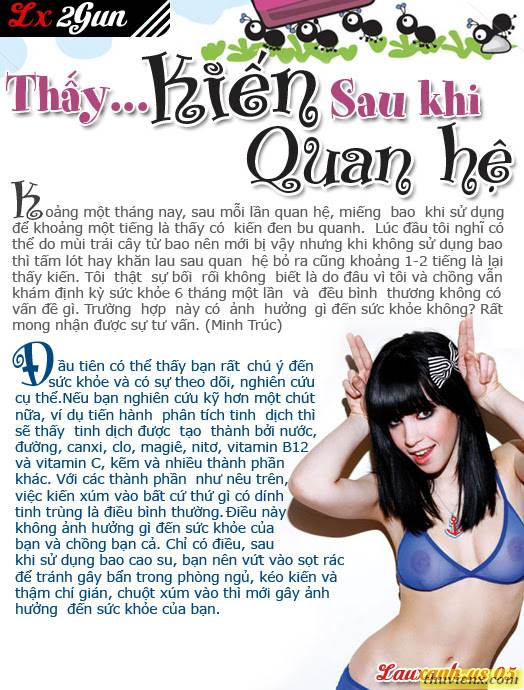 Lx 2Gun
Thấy...Kiến Sau khi
Quan hệ
Koảng một tháng nay, sau mỗi lần quan hệ, miếng bao khi sử dụng
để khoảng một tiếng là thấy có kiến đen bu quanh. Lúc đầu tôi nghĩ có
thể do mùi trái cây từ bao nên mới bị vậy nhưng khi không sử dụng bao
thì tấm lót hay khăn lau sau quan hệ bỏ ra cũng khoảng 1-2 tiếng là lại
thấy kiến. Tôi thật sự bối rối không biết là do đâu vì tôi và chồng vẫn
khám định kỳ sức khỏe 6 tháng một lần và đều bình thương không có
vấn đề gì. Trường hợp này có ảnh hưởng gì đến sức khỏe không? Rất
mong nhận được sự tư vấn. (Minh Trúc)
Đầu tiên có thể thấy bạn rất chú ý đến
sức khỏe và có sự theo dõi, nghiên cứu
cụ thể.Nếu bạn nghiên cứu kỹ hơn một chút
nữa, ví dụ tiến hành phân tích tinh dịch thì
sẽ thấy tinh dịch được tạo thành bởi nước,
đường, canxi, clo, magiê, nitơ, vitamin B12
và vitamin C, kẽm và nhiều thành phần
khác. Với các thành phần như nêu trên,
việc kiến xúm vào bất cứ thứ gì có dính
tinh trùng là điều bình thường.Điều này
không ảnh hưởng gì đến sức khỏe của
bạn và chồng bạn cả. Chỉ có điều, sau
khi sử dụng bao cao su, bạn nên vứt vào sọt rác
để tránh gây bẩn trong phòng ngủ, kéo kiến và
thậm chí gián, chuột xúm vào thì mới gây ảnh
hưởng đến sức khỏe của bạn.
Lauxanh.us 05
thuvienx.com